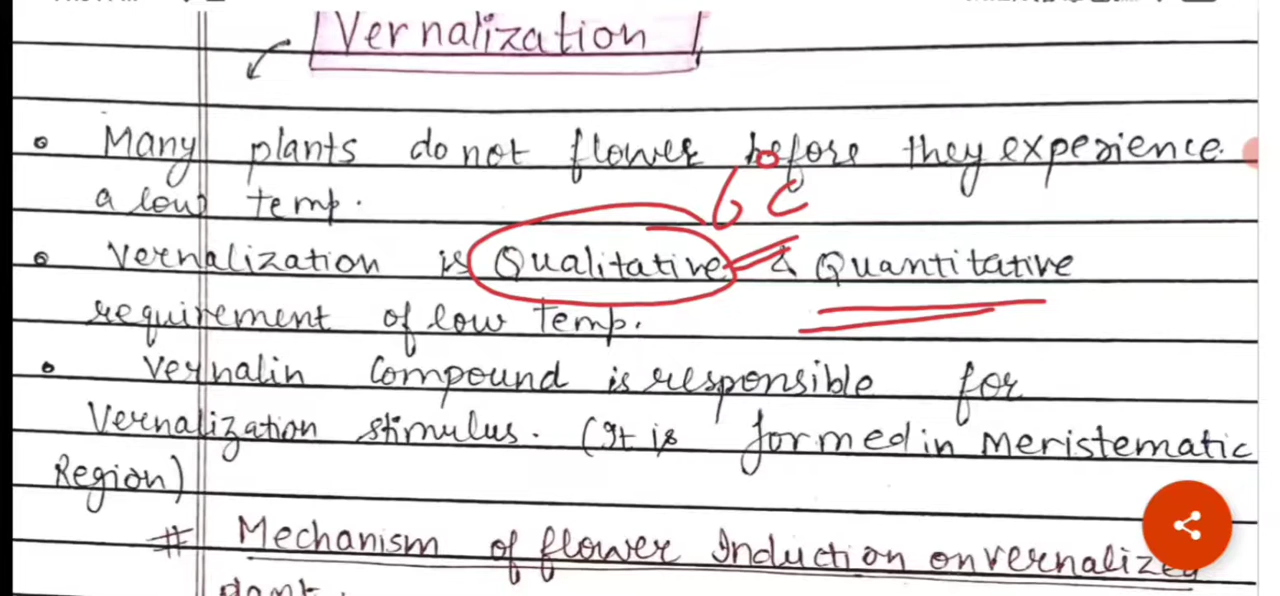 Vernalization
Many plants do not flower before they experience
a low temp.
6 c
Vernalization is Qualitative & Quantitative
requirement of low temp.
Vernalin Compound is responsible for
Vernalization stimulus. (It is formed in Meristematic
Region)
# Mechanism of flower Induction on vernalized
plant.